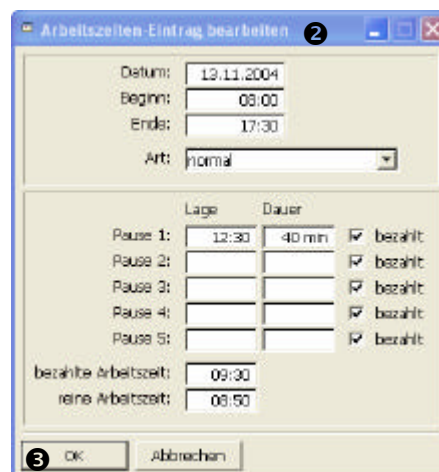 Arbeitszeiten-Eintrag bearbeiten ❷
Datum: 13.11.2004
Beginn: 08:00
Ende: 17:30
Art: normal
Lage Dauer
Pause 1: 12:30 40 min bezahlt
Pause 2: bezahlt
Pause 3: bezahlt
Pause 4: bezahlt
Pause 5: bezahlt
bezahlte Arbeitszeit: 09:30
reine Arbeitszeit: 08:50
❸ OK Abbrechen